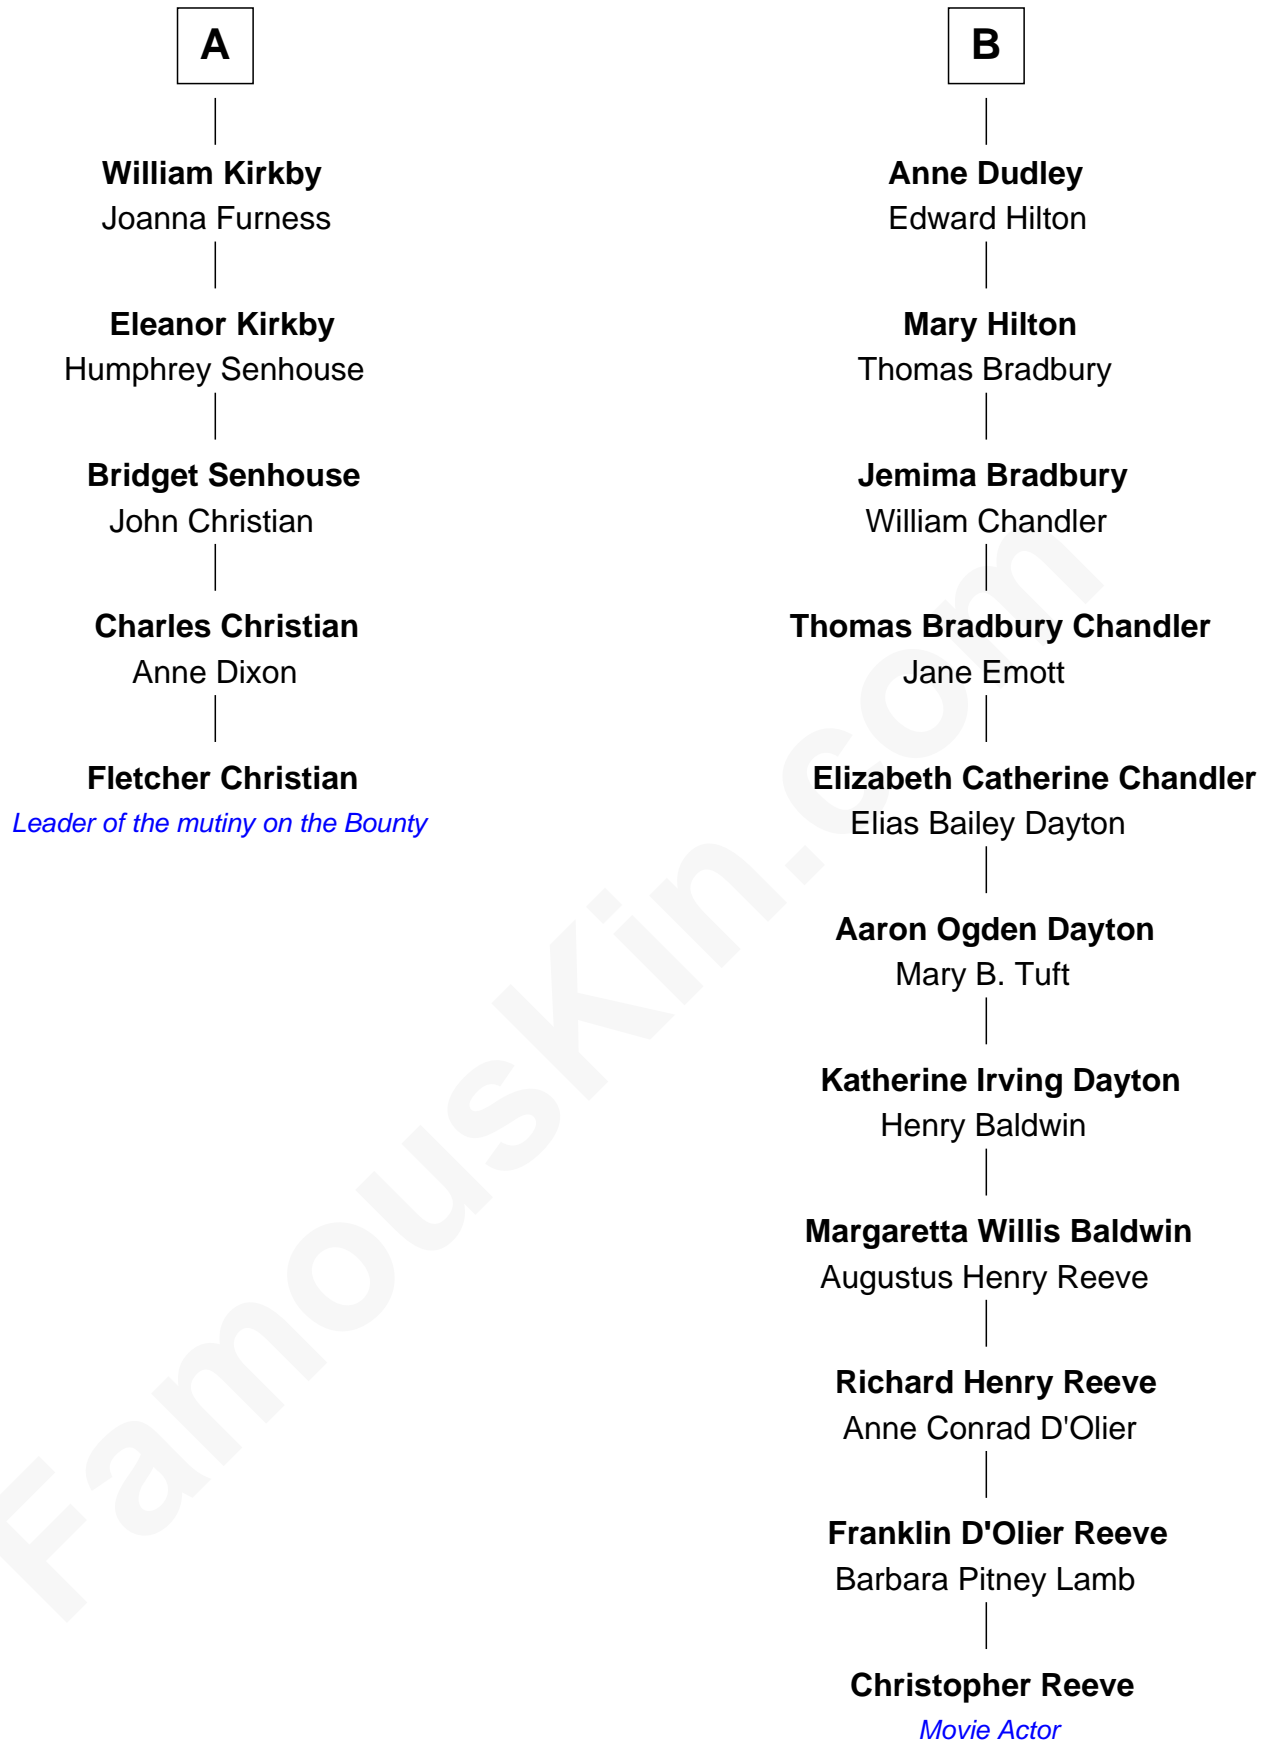 A
William Kirkby
Joanna Furness
Eleanor Kirkby
Humphrey Senhouse
Bridget Senhouse
John Christian
Charles Christian
Anne Dixon
Fletcher Christian
Leader of the mutiny on the Bounty
B
Anne Dudley
Edward Hilton
Mary Hilton
Thomas Bradbury
Jemima Bradbury
William Chandler
Thomas Bradbury Chandler
Jane Emott
Elizabeth Catherine Chandler
Elias Bailey Dayton
Aaron Ogden Dayton
Mary B. Tuft
Katherine Irving Dayton
Henry Baldwin
Margaretta Willis Baldwin
Augustus Henry Reeve
Richard Henry Reeve
Anne Conrad D'Olier
Franklin D'Olier Reeve
Barbara Pitney Lamb
Christopher Reeve
Movie Actor
FamousKin.com